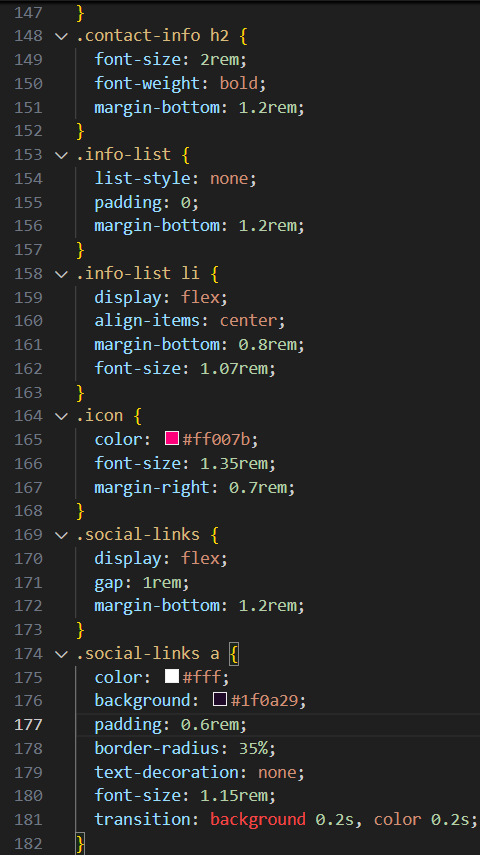 147 }
148 .contact-info h2 {
149 font-size: 2rem;
150 font-weight: bold;
151 margin-bottom: 1.2rem;
152 }
153 .info-list {
154 list-style: none;
155 padding: 0;
156 margin-bottom: 1.2rem;
157 }
158 .info-list li {
159 display: flex;
160 align-items: center;
161 margin-bottom: 0.8rem;
162 font-size: 1.07rem;
163 }
164 .icon {
165 color: #ff007b;
166 font-size: 1.35rem;
167 margin-right: 0.7rem;
168 }
169 .social-links {
170 display: flex;
171 gap: 1rem;
172 margin-bottom: 1.2rem;
173 }
174 .social-links a {
175 color: #fff;
176 background: #1f0a29;
177 padding: 0.6rem;
178 border-radius: 35%;
179 text-decoration: none;
180 font-size: 1.15rem;
181 transition: background 0.2s, color 0.2s;
182 }